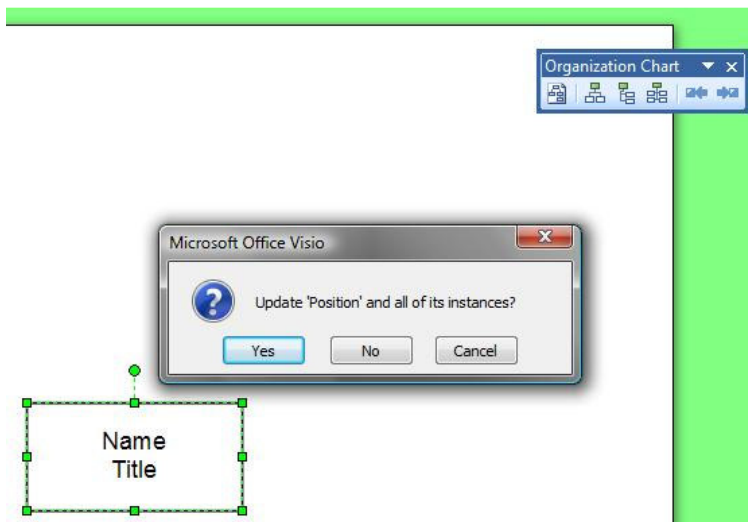 Organization Chart
Microsoft Office Visio
Update 'Position' and all of its instances?
Yes
No
Cancel
Name
Title